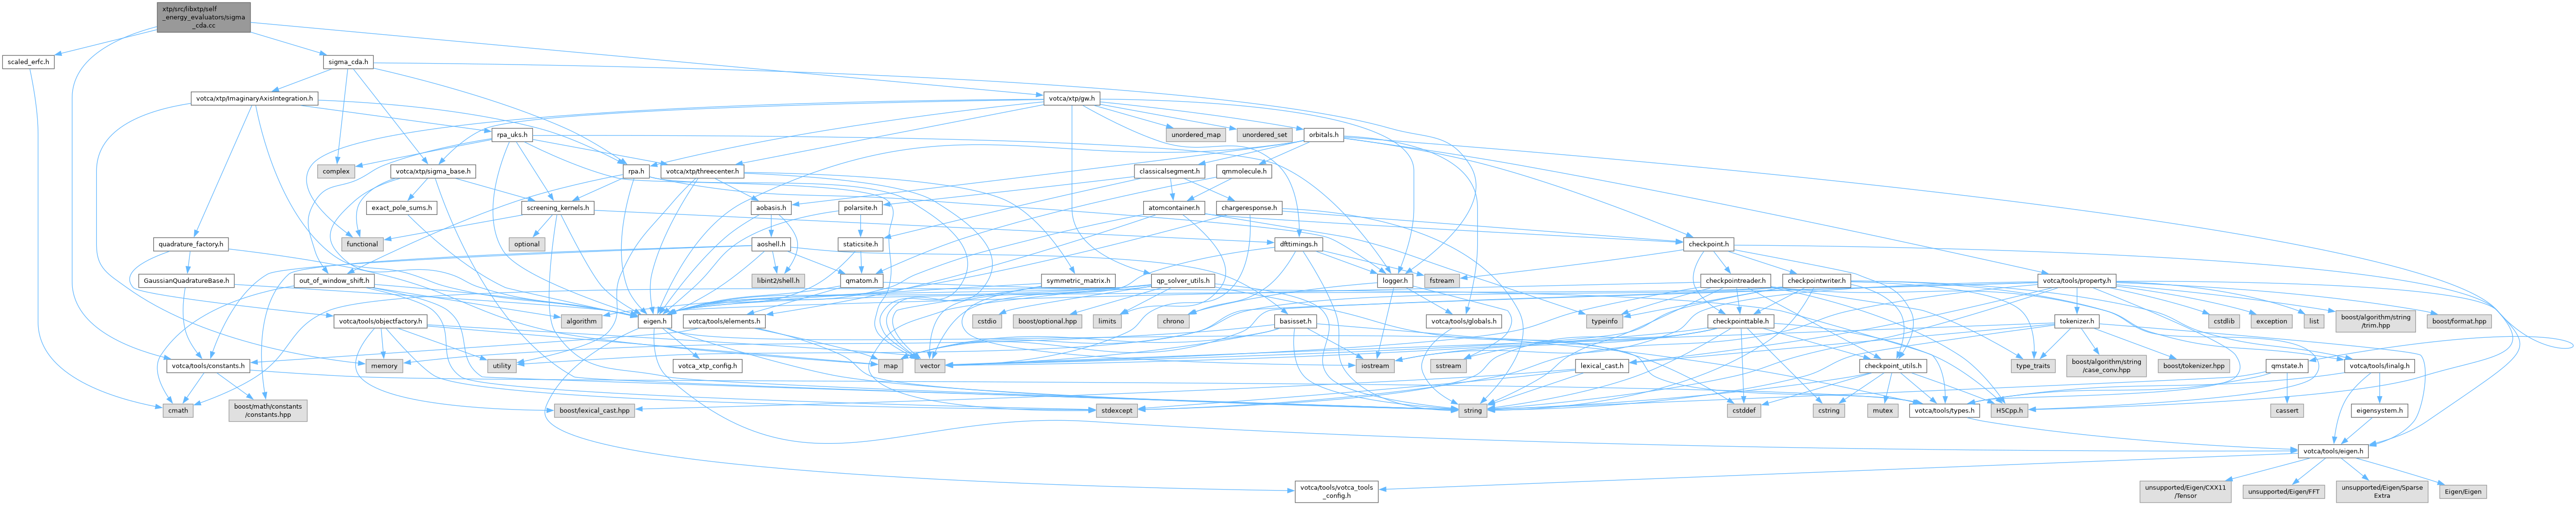 xtp/src/libxtp/self
_energy_evaluators/sigma
_cda.cc
scaled_erfc.h
sigma_cda.h
votca/xtp/ImaginaryAxisIntegration.h
votca/xtp/gw.h
rpa_uks.h
unordered_map
unordered_set
orbitals.h
complex
votca/xtp/sigma_base.h
rpa.h
votca/xtp/threecenter.h
classicalsegment.h
qmmolecule.h
exact_pole_sums.h
screening_kernels.h
aobasis.h
polarsite.h
atomcontainer.h
chargeresponse.h
quadrature_factory.h
functional
optional
aoshell.h
staticsite.h
dfttimings.h
checkpoint.h
GaussianQuadratureBase.h
out_of_window_shift.h
libint2/shell.h
qmatom.h
symmetric_matrix.h
qp_solver_utils.h
logger.h
fstream
checkpointreader.h
checkpointwriter.h
votca/tools/property.h
votca/tools/objectfactory.h
algorithm
eigen.h
votca/tools/elements.h
cstdio
boost/optional.hpp
limits
chrono
basisset.h
votca/tools/globals.h
typeinfo
checkpointtable.h
tokenizer.h
cstdlib
exception
list
boost/algorithm/string
/trim.hpp
boost/format.hpp
votca/tools/constants.h
memory
utility
votca_xtp_config.h
map
vector
iostream
sstream
lexical_cast.h
checkpoint_utils.h
type_traits
boost/algorithm/string
/case_conv.hpp
boost/tokenizer.hpp
qmstate.h
votca/tools/linalg.h
cmath
boost/math/constants
/constants.hpp
boost/lexical_cast.hpp
stdexcept
string
cstddef
cstring
mutex
votca/tools/types.h
H5Cpp.h
cassert
eigensystem.h
votca/tools/eigen.h
votca/tools/votca_tools
_config.h
unsupported/Eigen/CXX11
/Tensor
unsupported/Eigen/FFT
unsupported/Eigen/Sparse
Extra
Eigen/Eigen